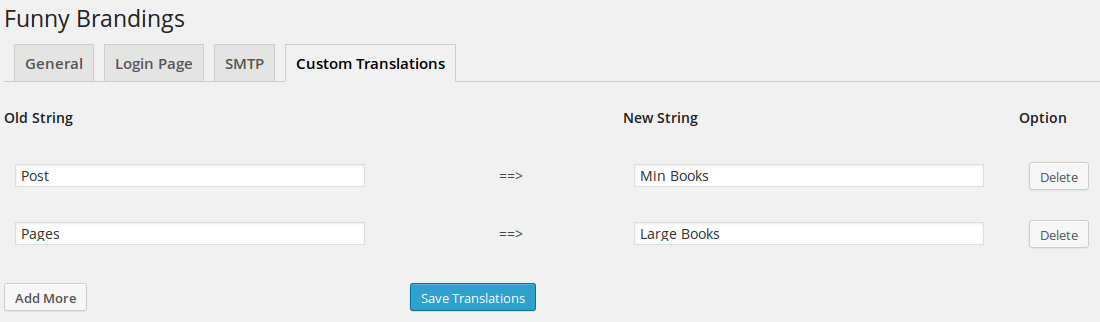 Funny Brandings
General Login Page SMTP Custom Translations
Old String New String Option
Post ==> Min Books Delete
Pages ==> Large Books Delete
Add More Save Translations